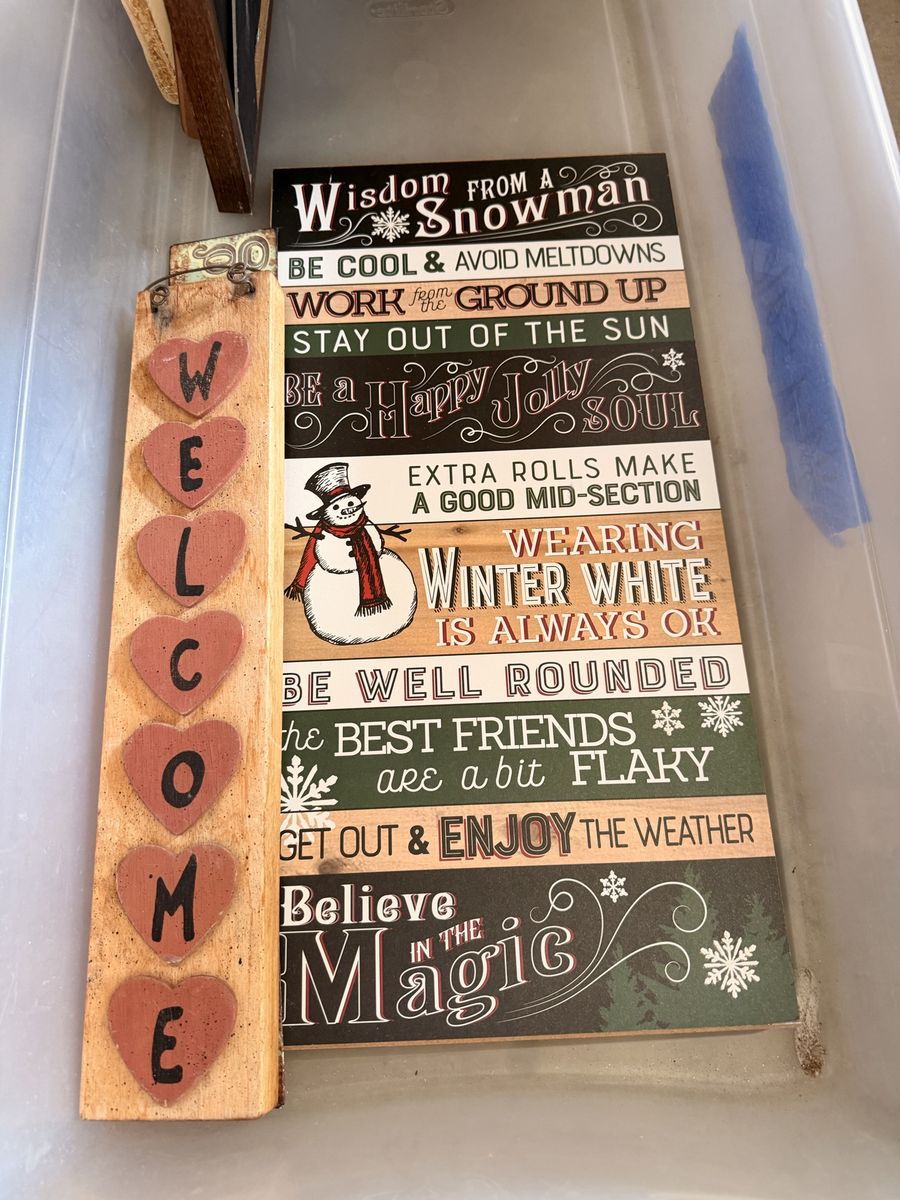 Wisdom FROM A
Snowman
BE COOL & AVOID MELTDOWNS
WORK from the GROUND UP
STAY OUT OF THE SUN
BE a Happy Jolly SOUL
EXTRA ROLLS MAKE
A GOOD MID-SECTION
WEARING
WINTER WHITE
IS ALWAYS OK
BE WELL ROUNDED
the BEST FRIENDS
are a bit FLAKY
GET OUT & ENJOY THE WEATHER
Believe
IN THE
Magic
W
E
L
C
O
M
E